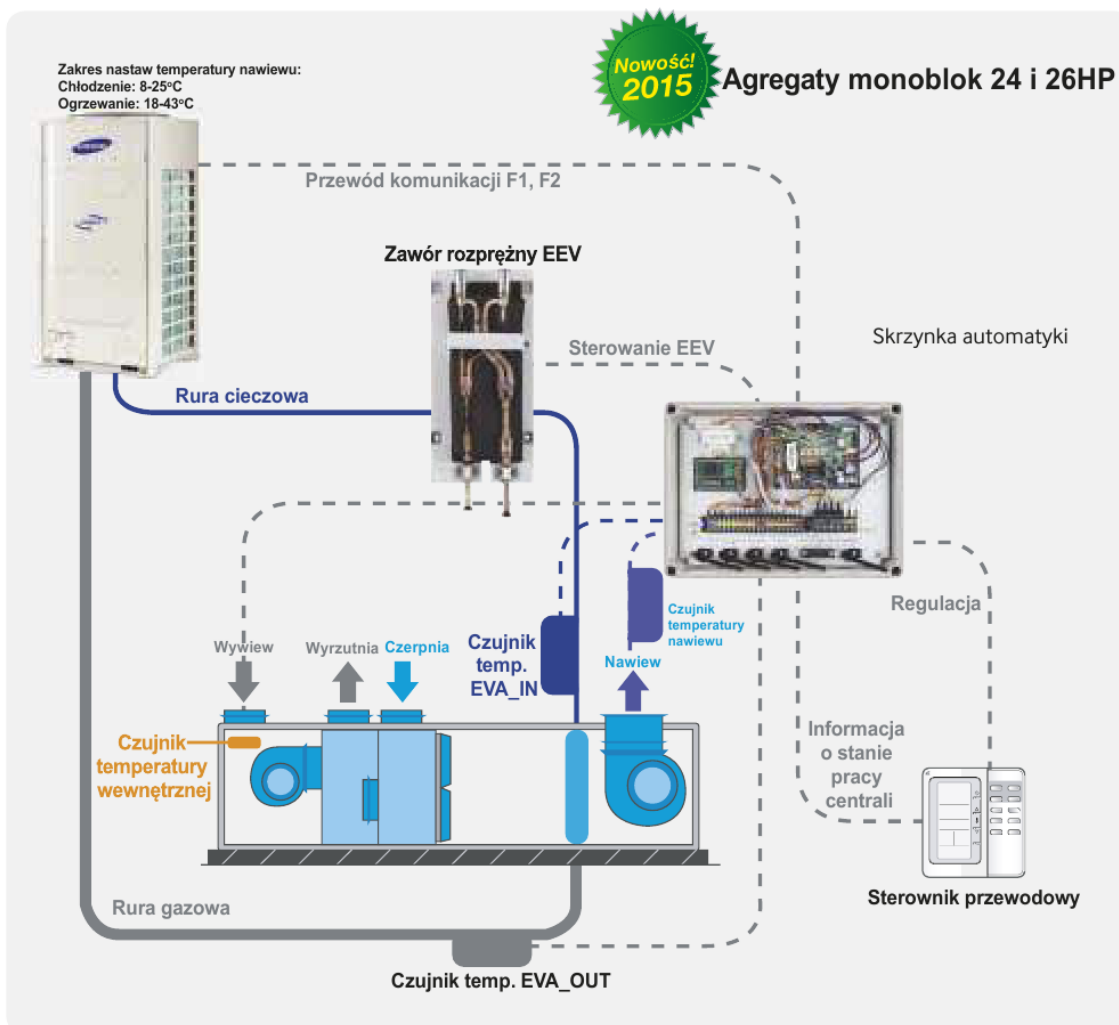 Zakres nastaw temperatury nawiewu:
Chłodzenie: 8-25°C
Ogrzewanie: 18-43°C
Nowość!
2015
Agregaty monoblok 24 i 26HP
Przewód komunikacji F1, F2
Zawór rozprężny EEV
Sterowanie EEV
Skrzynka automatyki
Rura cieczowa
Regulacja
Czujnik
temperatury
nawiewu
Wywiew
Wyrzutnia
Czerpnia
Czujnik
temp.
EVA_IN
Nawiew
Czujnik
temperatury
wewnętrznej
Informacja
o stanie
pracy
centrali
Sterownik przewodowy
Rura gazowa
Czujnik temp. EVA_OUT